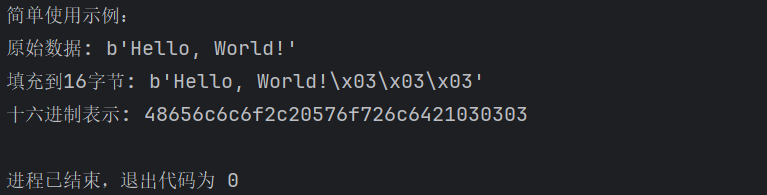 简单使用示例：
原始数据: b'Hello, World!'
填充到16字节: b'Hello, World!\x03\x03\x03'
十六进制表示: 48656c6c6f2c20576f726c6421030303
进程已结束，退出代码为 0